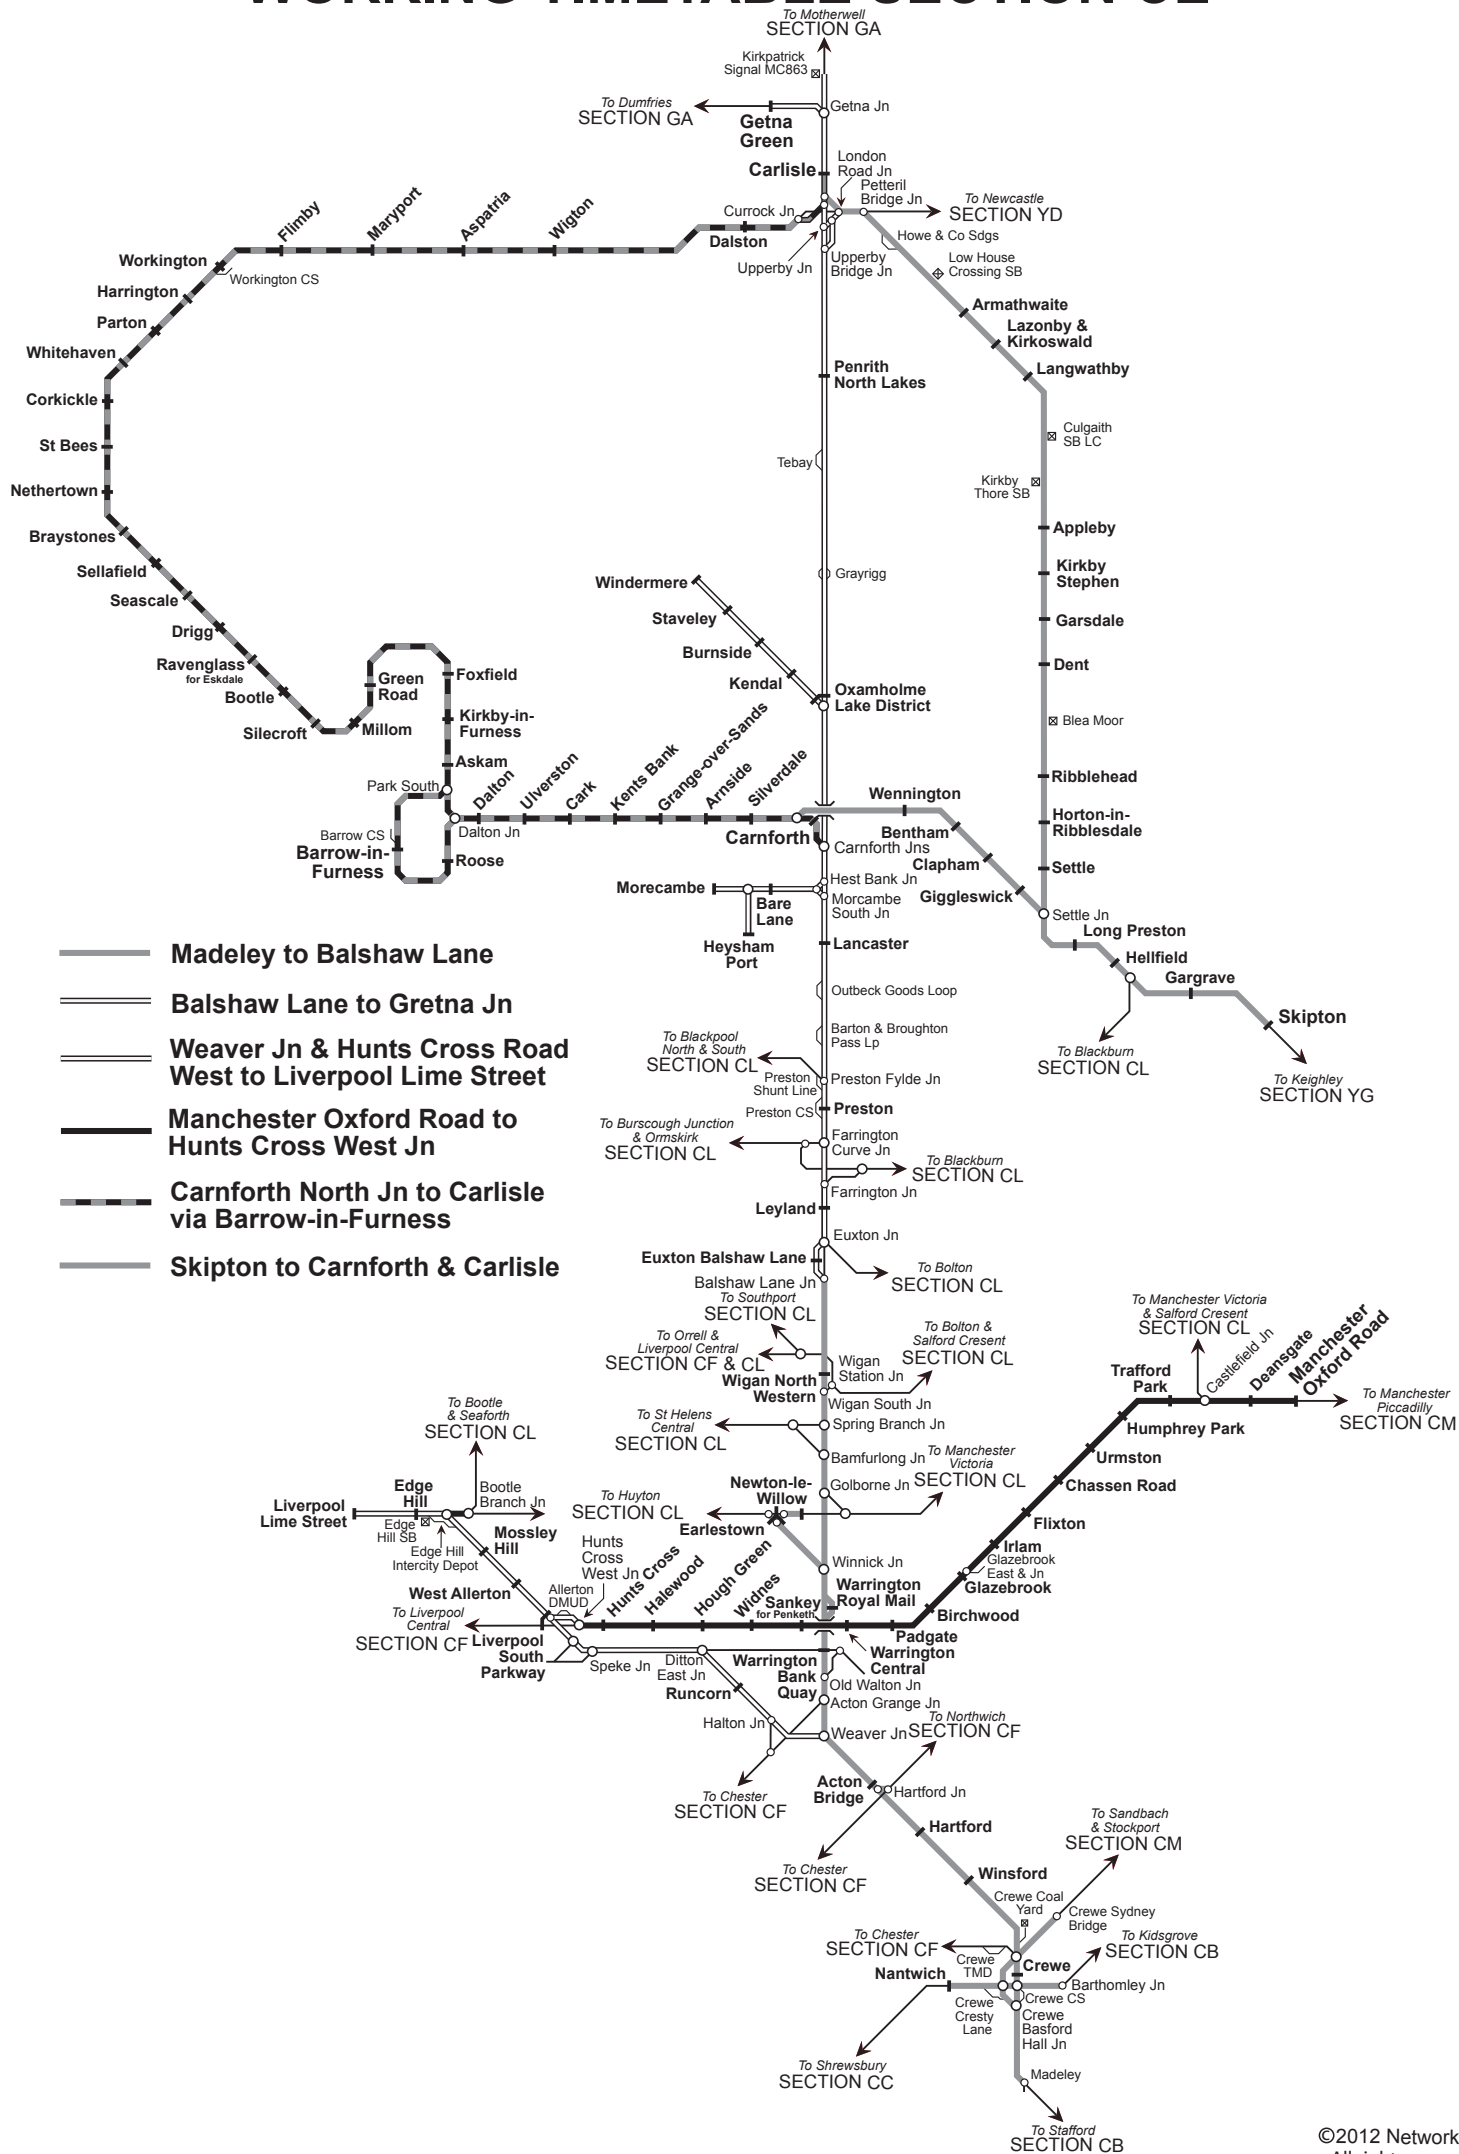 To Motherwell
SECTION GA
Kirkpatrick
Signal MC863
To Dumfries
SECTION GA
Getna Jn
Getna
Green
London
Road Jn
Carlisle
Petteril
Bridge Jn
To Newcastle
SECTION YD
Currock Jn
Dalston
Upperby Jn
Upperby
Bridge Jn
Howe & Co Sdgs
Low House
Crossing SB
Flimby
Maryport
Aspatria
Wigton
Workington
Workington CS
Harrington
Parton
Whitehaven
Corkickle
St Bees
Nethertown
Braystones
Sellafield
Seascale
Drigg
Ravenglass
for Eskdale
Bootle
Silecroft
Millom
Green
Road
Foxfield
Kirkby-in-
Furness
Askam
Park South
Barrow CS
Barrow-in-
Furness
Roose
Dalton Jn
Dalton
Ulverston
Cark
Kents Bank
Grange-over-Sands
Arnside
Silverdale
Carnforth
Carnforth Jns
Armathwaite
Lazonby &
Kirkoswald
Langwathby
Culgaith
SB LC
Kirkby
Thore SB
Appleby
Kirkby
Stephen
Garsdale
Dent
Blea Moor
Ribblehead
Horton-in-
Ribblesdale
Settle
Settle Jn
Long Preston
Hellfield
Gargrave
Skipton
To Blackburn
SECTION CL
To Keighley
SECTION YG
Wennington
Bentham
Clapham
Giggleswick
Penrith
North Lakes
Tebay
Grayrigg
Windermere
Staveley
Burnside
Kendal
Oxamholme
Lake District
Hest Bank Jn
Morecambe
Bare
Lane
Morcambe
South Jn
Heysham
Port
Lancaster
Outbeck Goods Loop
Barton & Broughton
Pass Lp
To Blackpool
North & South
SECTION CL
Preston
Shunt Line
Preston Fylde Jn
Preston CS
Preston
To Burscough Junction
& Ormskirk
SECTION CL
Farrington
Curve Jn
To Blackburn
SECTION CL
Farrington Jn
Leyland
Euxton Jn
Euxton Balshaw Lane
To Bolton
SECTION CL
Balshaw Lane Jn
Madeley to Balshaw Lane
Balshaw Lane to Gretna Jn
Weaver Jn & Hunts Cross Road
West to Liverpool Lime Street
Manchester Oxford Road to
Hunts Cross West Jn
Carnforth North Jn to Carlisle
via Barrow-in-Furness
Skipton to Carnforth & Carlisle
To Southport
SECTION CL
To Orrell &
Liverpool Central
SECTION CF & CL
Wigan
Station Jn
To Bolton &
Salford Cresent
SECTION CL
Wigan North
Western
Wigan South Jn
To St Helens
Central
SECTION CL
Spring Branch Jn
Bamfurlong Jn
To Manchester
Victoria
SECTION CL
Golborne Jn
Newton-le-
Willow
To Huyton
SECTION CL
Earlestown
Winnick Jn
To Bootle
& Seaforth
SECTION CL
Edge
Hill
Bootle
Branch Jn
Liverpool
Lime Street
Edge
Hill SB
Edge Hill
Intercity Depot
Mossley
Hill
West Allerton
Allerton
DMUD
Hunts
Cross
West Jn
To Liverpool
Central
SECTION CF
Liverpool
South
Parkway
Speke Jn
Ditton
East Jn
Runcorn
Halton Jn
To Chester
SECTION CF
Hunts Cross
Halewood
Hough Green
Widnes
Sankey
for Penketh
Warrington
Royal Mail
Warrington
Central
Padgate
Birchwood
Glazebrook
Glazebrook
East & Jn
Irlam
Flixton
Chassen Road
Urmston
Humphrey Park
Trafford
Park
To Manchester Victoria
& Salford Cresent
SECTION CL
Castlefield Jn
Deansgate
Manchester
Oxford Road
To Manchester
Piccadilly
SECTION CM
Warrington
Bank
Quay
Old Walton Jn
Acton Grange Jn
Weaver Jn
To Northwich
SECTION CF
Acton
Bridge
Hartford Jn
To Chester
SECTION CF
Hartford
Winsford
To Sandbach
& Stockport
SECTION CM
Crewe Coal
Yard
Crewe Sydney
Bridge
To Chester
SECTION CF
Crewe
TMD
Crewe
To Kidsgrove
SECTION CB
Nantwich
Barthomley Jn
Crewe CS
Crewe
Cresty
Lane
Crewe
Basford
Hall Jn
To Shrewsbury
SECTION CC
Madeley
To Stafford
SECTION CB
©2012 Network